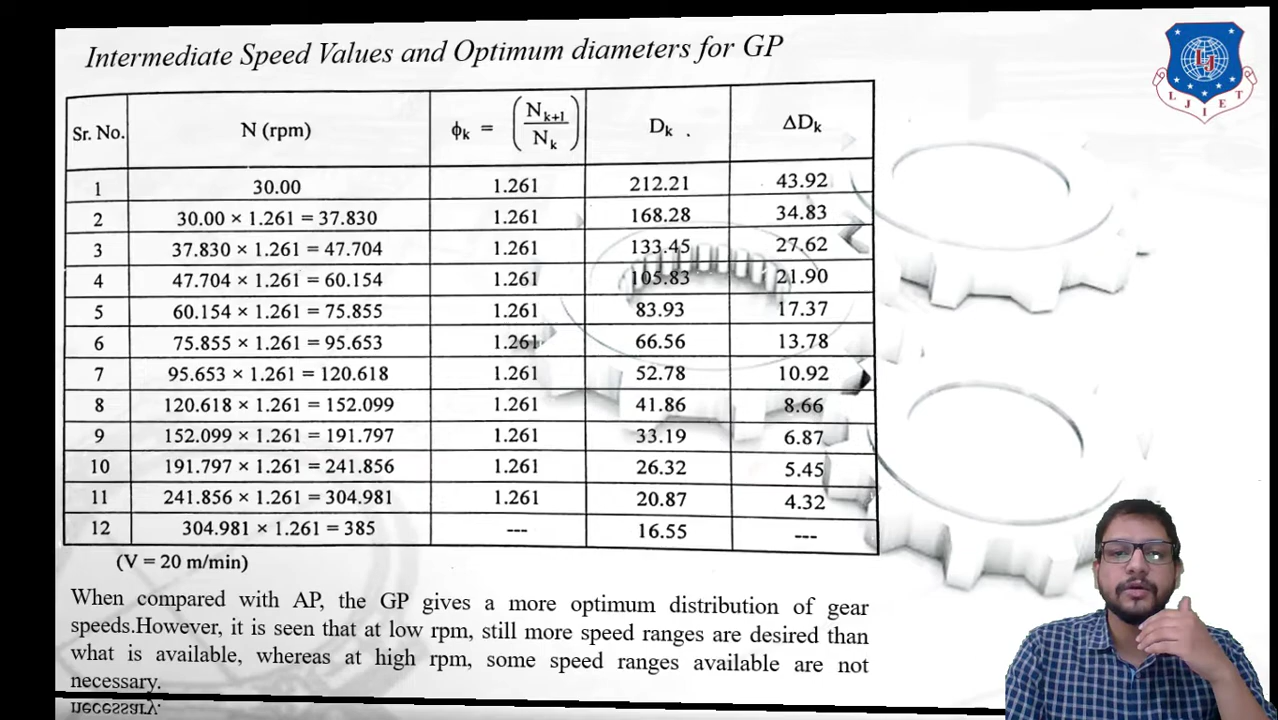 Intermediate Speed Values and Optimum diameters for GP
L J I E T
Sr. No. N (rpm) ϕk = (Nk+1/Nk) Dk . ΔDk
1 30.00 1.261 212.21 43.92
2 30.00 × 1.261 = 37.830 1.261 168.28 34.83
3 37.830 × 1.261 = 47.704 1.261 133.45 27.62
4 47.704 × 1.261 = 60.154 1.261 105.83 21.90
5 60.154 × 1.261 = 75.855 1.261 83.93 17.37
6 75.855 × 1.261 = 95.653 1.261 66.56 13.78
7 95.653 × 1.261 = 120.618 1.261 52.78 10.92
8 120.618 × 1.261 = 152.099 1.261 41.86 8.66
9 152.099 × 1.261 = 191.797 1.261 33.19 6.87
10 191.797 × 1.261 = 241.856 1.261 26.32 5.45
11 241.856 × 1.261 = 304.981 1.261 20.87 4.32
12 304.981 × 1.261 = 385 --- 16.55 ---
(V = 20 m/min)
When compared with AP, the GP gives a more optimum distribution of gear
speeds.However, it is seen that at low rpm, still more speed ranges are desired than
what is available, whereas at high rpm, some speed ranges available are not
necessary.
necessary.